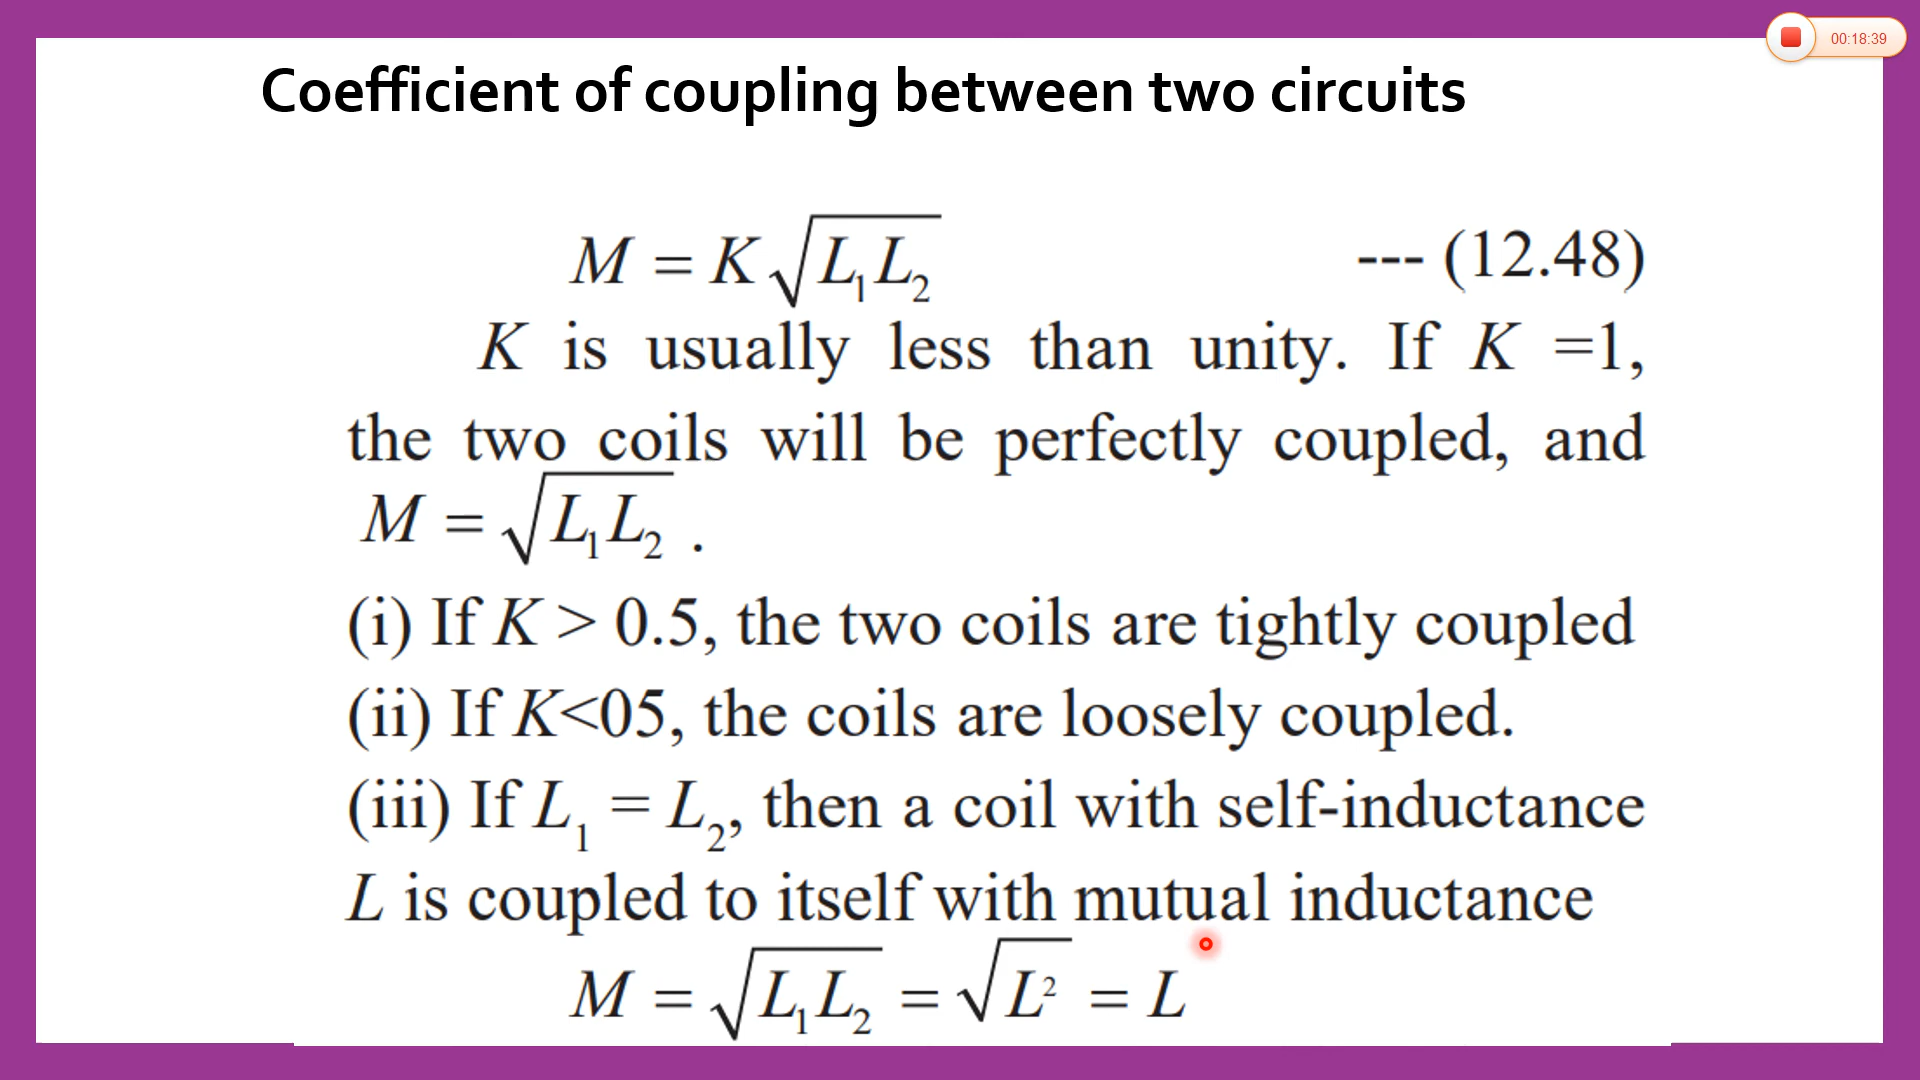 00:18:39
Coefficient of coupling between two circuits
M = K√L₁L₂ --- (12.48)
K is usually less than unity. If K =1,
the two coils will be perfectly coupled, and
M = √L₁L₂ .
(i) If K > 0.5, the two coils are tightly coupled
(ii) If K<05, the coils are loosely coupled.
(iii) If L₁ = L₂, then a coil with self-inductance
L is coupled to itself with mutual inductance
M = √L₁L₂ = √L² = L